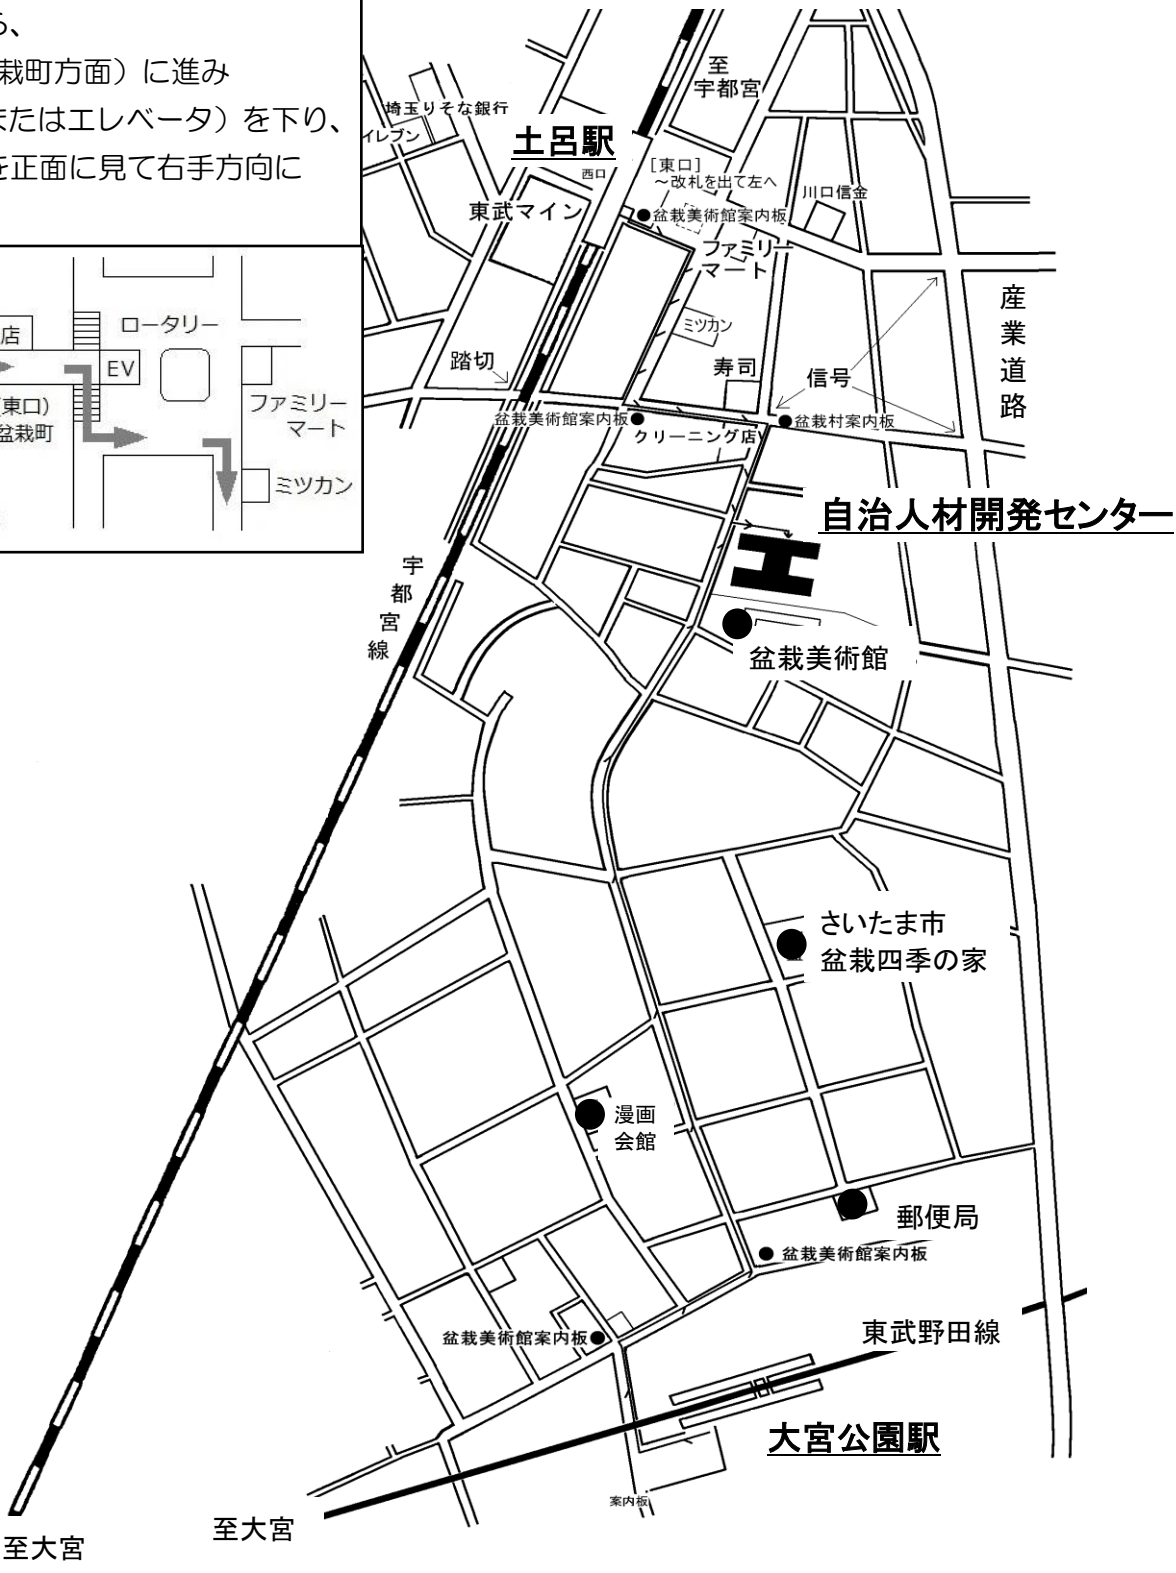 ら、
栽町方面）に進み
またはエレベータ）を下り、
を正面に見て右手方向に
店
ロータリー
EV
(東口)
盆栽町
ファミリー
マート
ミツカン
至
宇都宮
埼玉りそな銀行
イレブン
土呂駅
西口
[東口]
～改札を出て左へ
川口信金
東武マイン
盆栽美術館案内板
ファミリー
マート
ミツカン
産業道路
踏切
寿司
信号
盆栽美術館案内板
盆栽村案内板
クリーニング店
自治人材開発センター
宇都宮線
盆栽美術館
さいたま市
盆栽四季の家
漫画
会館
郵便局
盆栽美術館案内板
盆栽美術館案内板
東武野田線
大宮公園駅
案内板
至大宮
至大宮